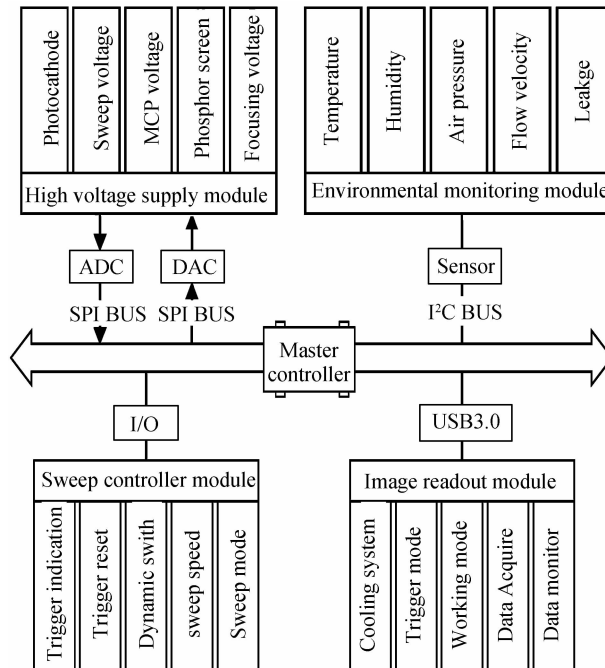 Photocathode
Sweep voltage
MCP voltage
Phosphor screen
Focusing voltage
High voltage supply module
Temperature
Humidity
Air pressure
Flow velocity
Leakge
Environmental monitoring module
ADC
DAC
Sensor
SPI BUS
SPI BUS
I²C BUS
Master
controller
I/O
USB3.0
Sweep controller module
Image readout module
Trigger indication
Trigger reset
Dynamic swith
sweep speed
Sweep mode
Cooling system
Trigger mode
Working mode
Data Acquire
Data monitor